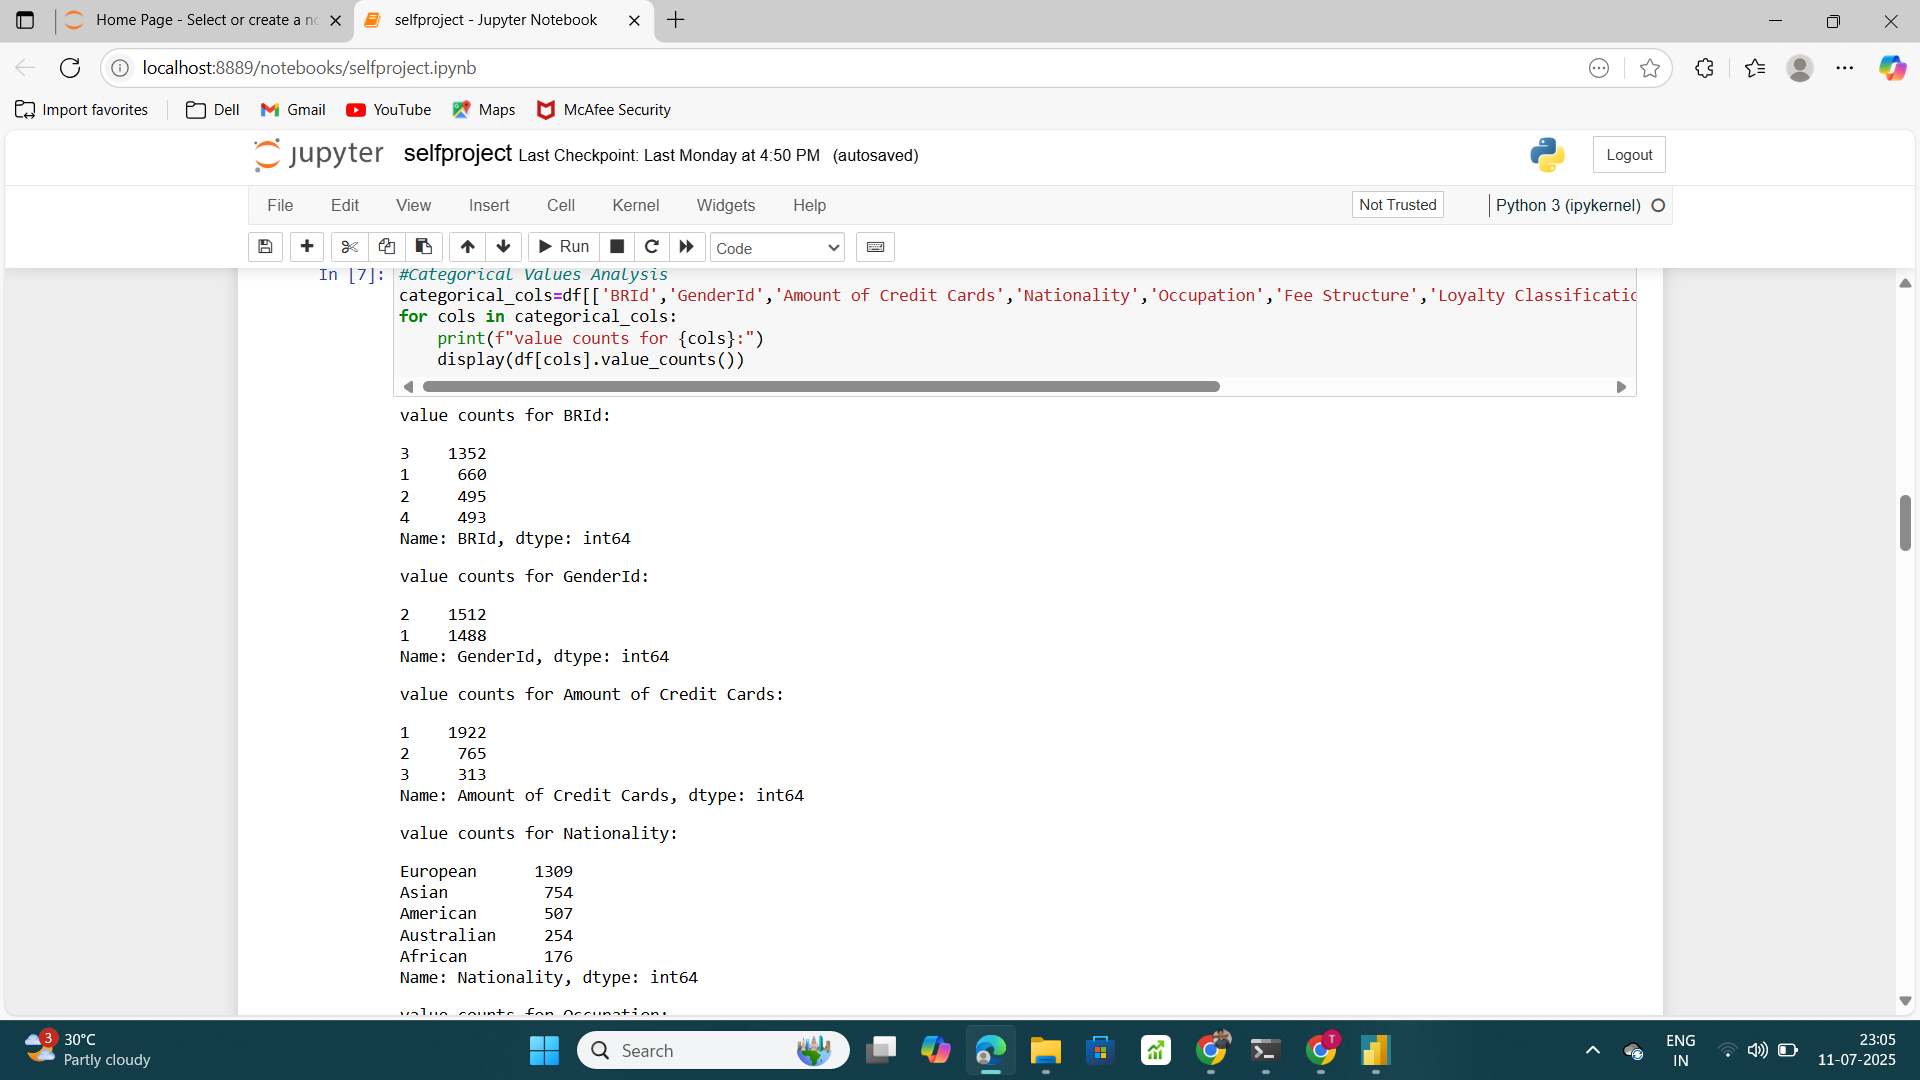 Home Page - Select or create a n
selfproject - Jupyter Notebook
localhost:8889/notebooks/selfproject.ipynb
Import favorites
Dell
Gmail
YouTube
Maps
McAfee Security
jupyter
selfproject Last Checkpoint: Last Monday at 4:50 PM (autosaved)
Logout
File Edit View Insert Cell Kernel Widgets Help
Not Trusted
Python 3 (ipykernel)
Run
Code
In [7]: #Categorical Values Analysis
categorical_cols=df[['BRId','GenderId','Amount of Credit Cards','Nationality','Occupation','Fee Structure','Loyalty Classificatio
for cols in categorical_cols:
    print(f"value counts for {cols}:")
    display(df[cols].value_counts())
value counts for BRId:
3    1352
1     660
2     495
4     493
Name: BRId, dtype: int64
value counts for GenderId:
2    1512
1    1488
Name: GenderId, dtype: int64
value counts for Amount of Credit Cards:
1    1922
2     765
3     313
Name: Amount of Credit Cards, dtype: int64
value counts for Nationality:
European      1309
Asian          754
American       507
Australian     254
African        176
Name: Nationality, dtype: int64
value counts for Occupation:
3
30°C
Partly cloudy
Search
T
ENG
IN
23:05
11-07-2025